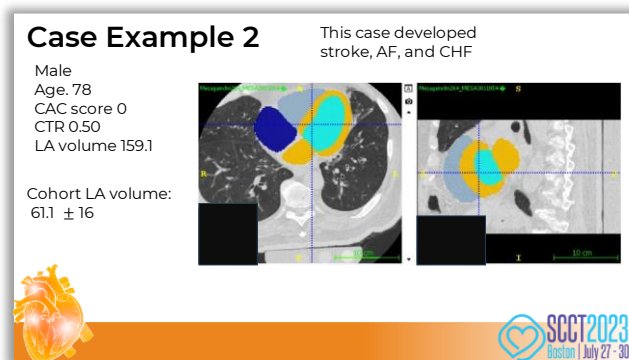 Case Example 2
This case developed
stroke, AF, and CHF
Male
Age. 78
CAC score 0
CTR 0.50
LA volume 159.1
Cohort LA volume:
61.1 ± 16
A
S
R
L
10 cm
10 cm
I
SCCT2023
Boston | July 27 - 30